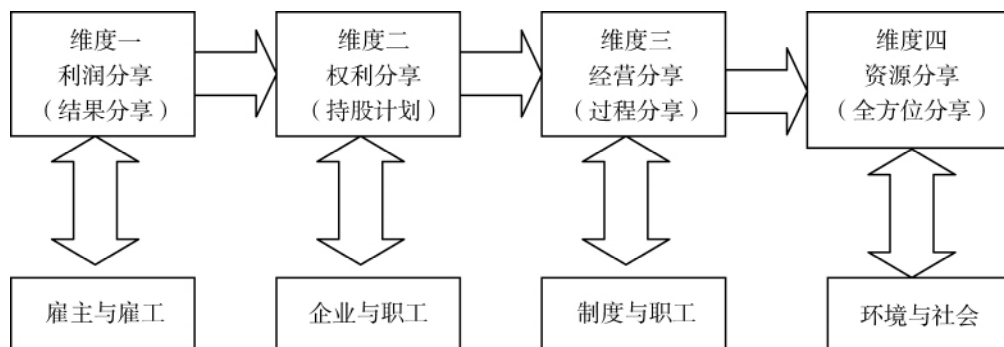 维度一
利润分享
（结果分享）
维度二
权利分享
（持股计划）
维度三
经营分享
（过程分享）
维度四
资源分享
（全方位分享）
雇主与雇工
企业与职工
制度与职工
环境与社会